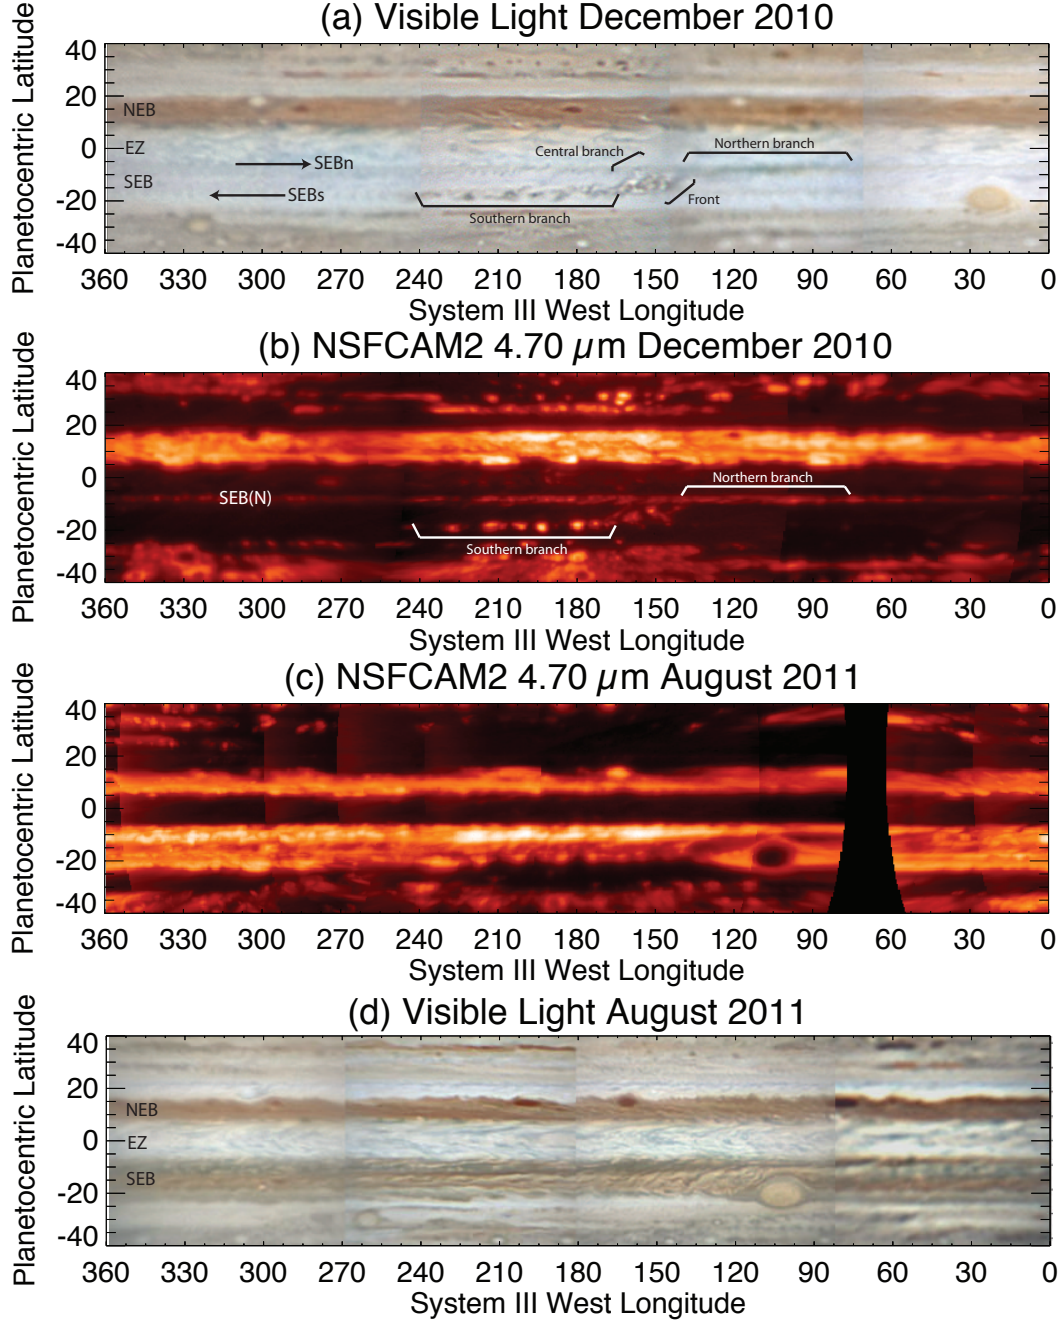 (a) Visible Light December 2010
Planetocentric Latitude
40
20
0
-20
-40
NEB
EZ
SEB
SEBn
SEBs
Central branch
Northern branch
Southern branch
Front
360 330 300 270 240 210 180 150 120 90 60 30 0
System III West Longitude
(b) NSFCAM2 4.70 µm December 2010
Planetocentric Latitude
40
20
0
-20
-40
SEB(N)
Northern branch
Southern branch
360 330 300 270 240 210 180 150 120 90 60 30 0
System III West Longitude
(c) NSFCAM2 4.70 µm August 2011
Planetocentric Latitude
40
20
0
-20
-40
360 330 300 270 240 210 180 150 120 90 60 30 0
System III West Longitude
(d) Visible Light August 2011
Planetocentric Latitude
40
20
0
-20
-40
NEB
EZ
SEB
360 330 300 270 240 210 180 150 120 90 60 30 0
System III West Longitude